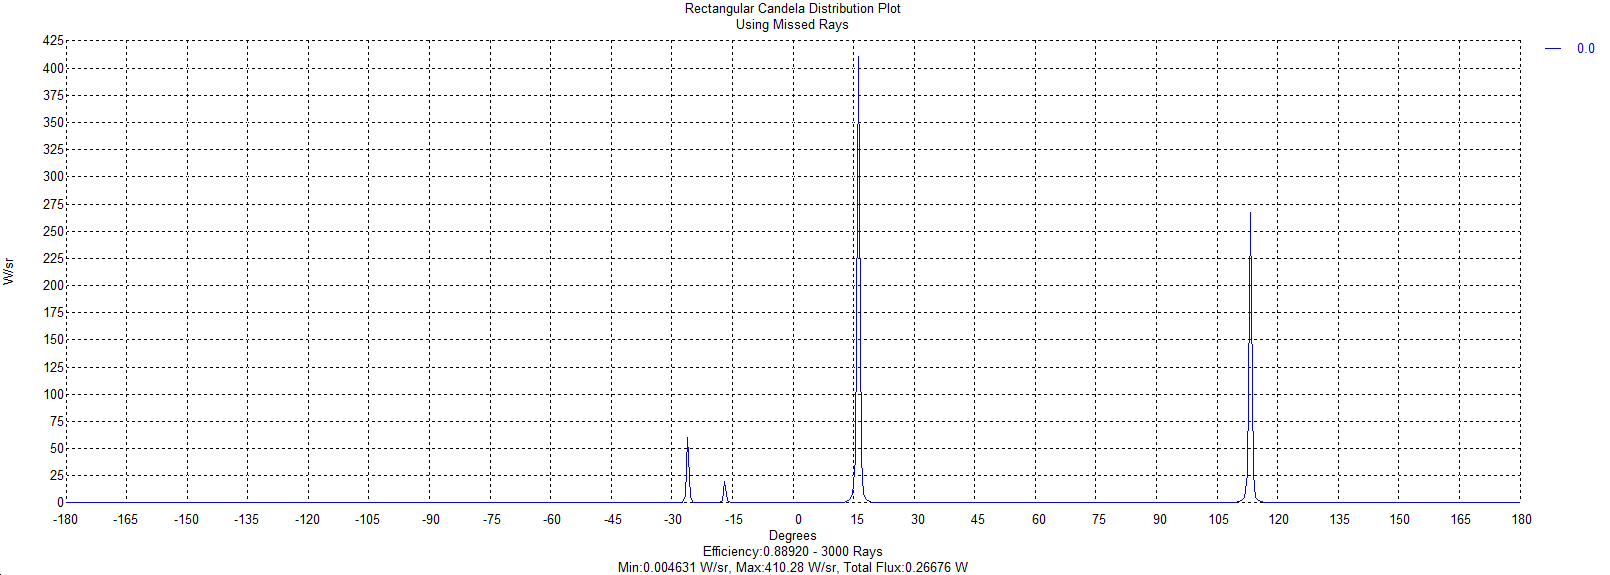 Rectangular Candela Distribution Plot
Using Missed Rays
0.0
425
400
375
350
325
300
275
250
225
200
175
150
125
100
75
50
25
0
W/sr
-180 -165 -150 -135 -120 -105 -90 -75 -60 -45 -30 -15 0 15 30 45 60 75 90 105 120 135 150 165 180
Degrees
Efficiency:0.88920 - 3000 Rays
Min:0.004631 W/sr, Max:410.28 W/sr, Total Flux:0.26676 W